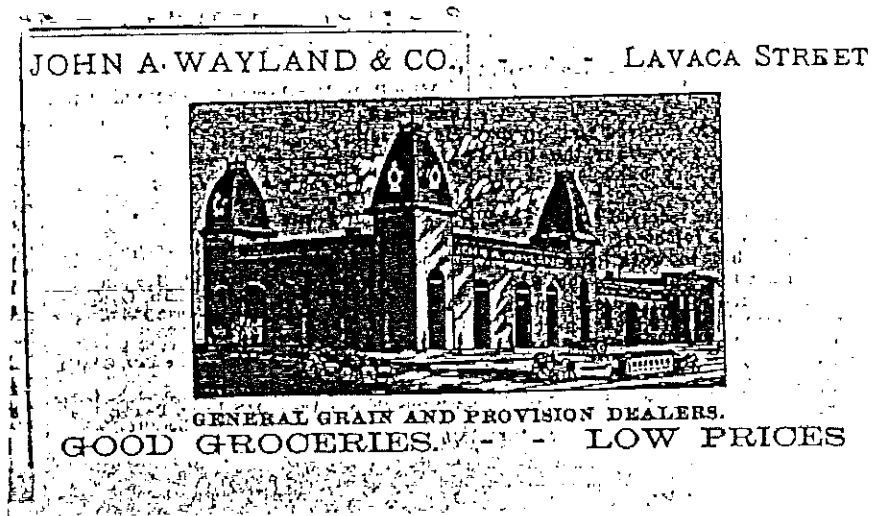 JOHN A. WAYLAND & CO., - - LAVACA STREET
GENERAL GRAIN AND PROVISION DEALERS.
GOOD GROCERIES. - - LOW PRICES